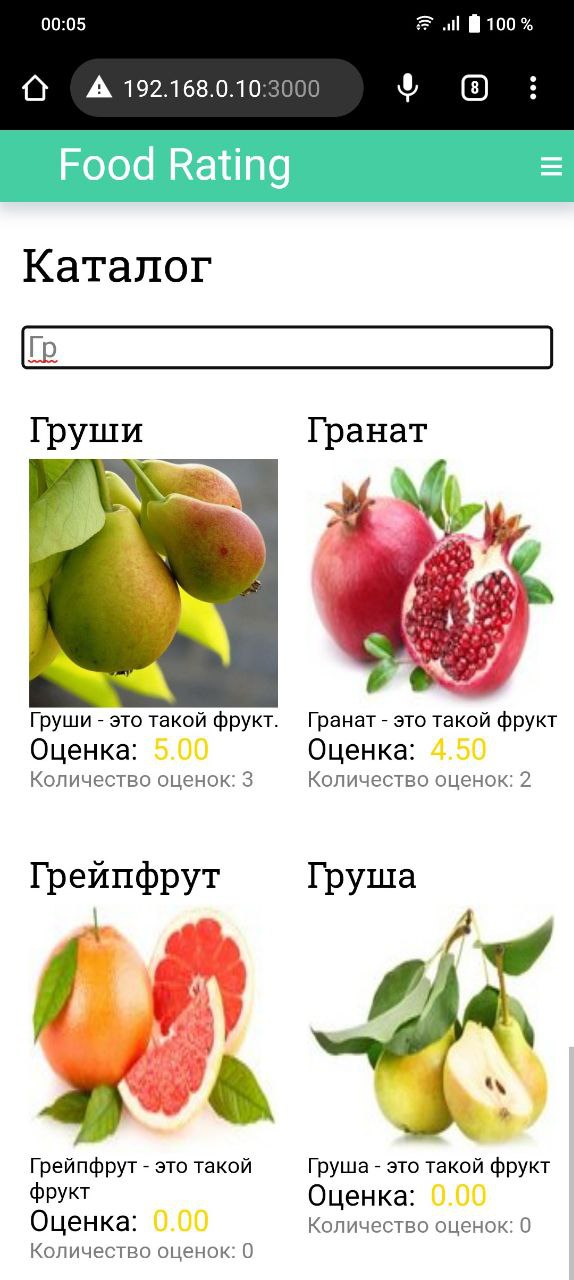 00:05
100 %
192.168.0.10:3000
8
Food Rating
Каталог
Гр
Груши
Гранат
Груши - это такой фрукт.
Гранат - это такой фрукт
Оценка: 5.00
Оценка: 4.50
Количество оценок: 3
Количество оценок: 2
Грейпфрут
Груша
Грейпфрут - это такой
фрукт
Груша - это такой фрукт
Оценка: 0.00
Оценка: 0.00
Количество оценок: 0
Количество оценок: 0